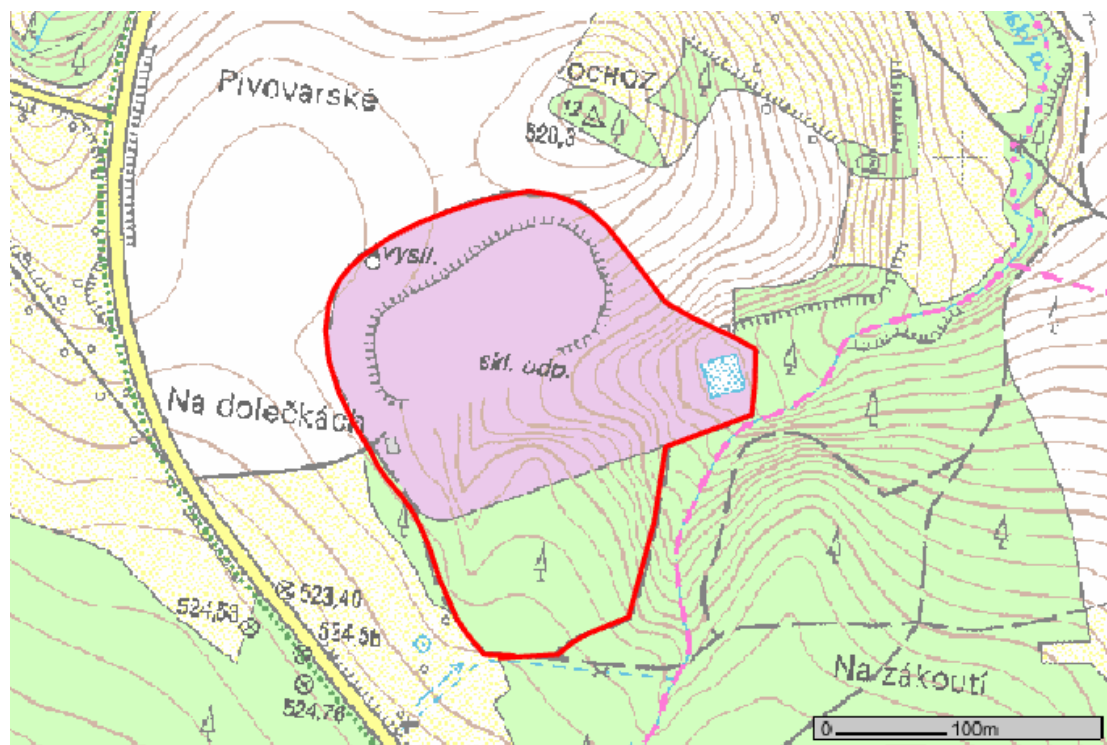 Pivovarské
OCHOZ
12
520,3
vysíl.
skl. odp.
Na dolečkách
523,40
524,58
524,56
524,76
Na zákoutí
0 100m